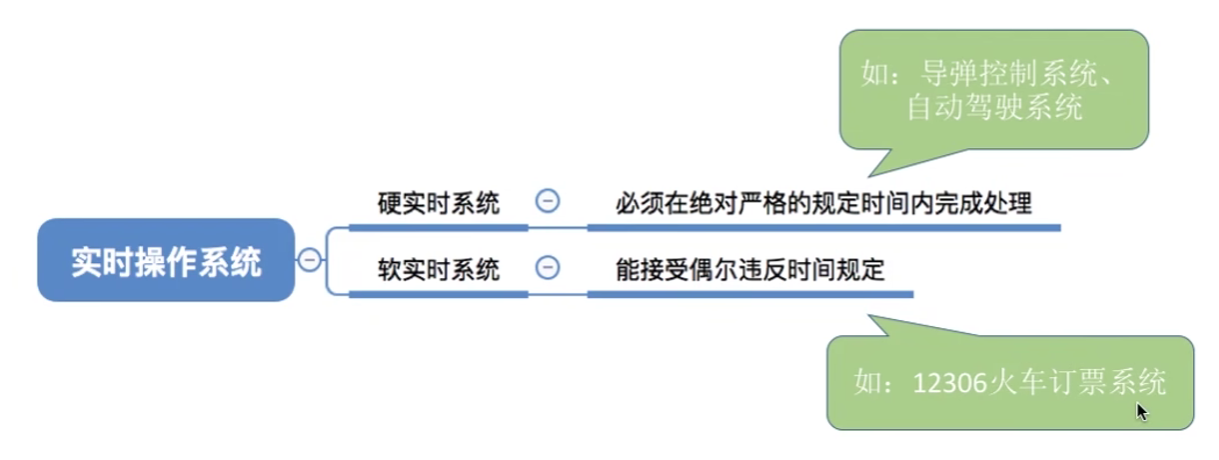 如：导弹控制系统、
自动驾驶系统
硬实时系统
必须在绝对严格的规定时间内完成处理
实时操作系统
软实时系统
能接受偶尔违反时间规定
如：12306火车订票系统